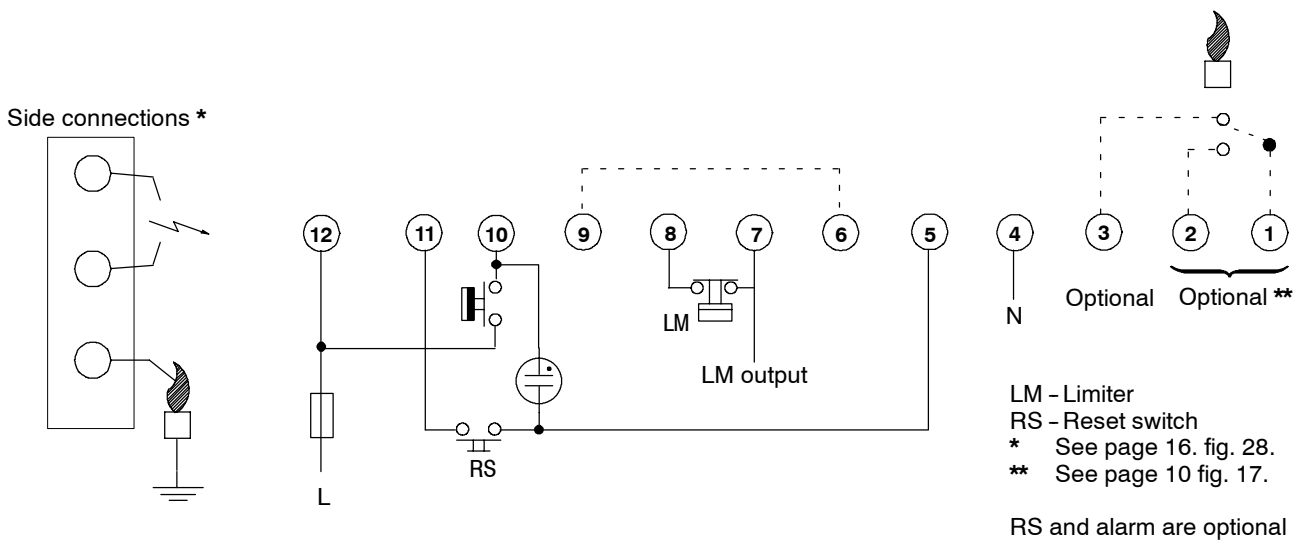 Side connections *
12
11
10
9
8
7
6
5
4
3
2
1
LM
N
Optional
Optional **
LM output
RS
L
LM – Limiter
RS – Reset switch
* See page 16. fig. 28.
** See page 10 fig. 17.
RS and alarm are optional